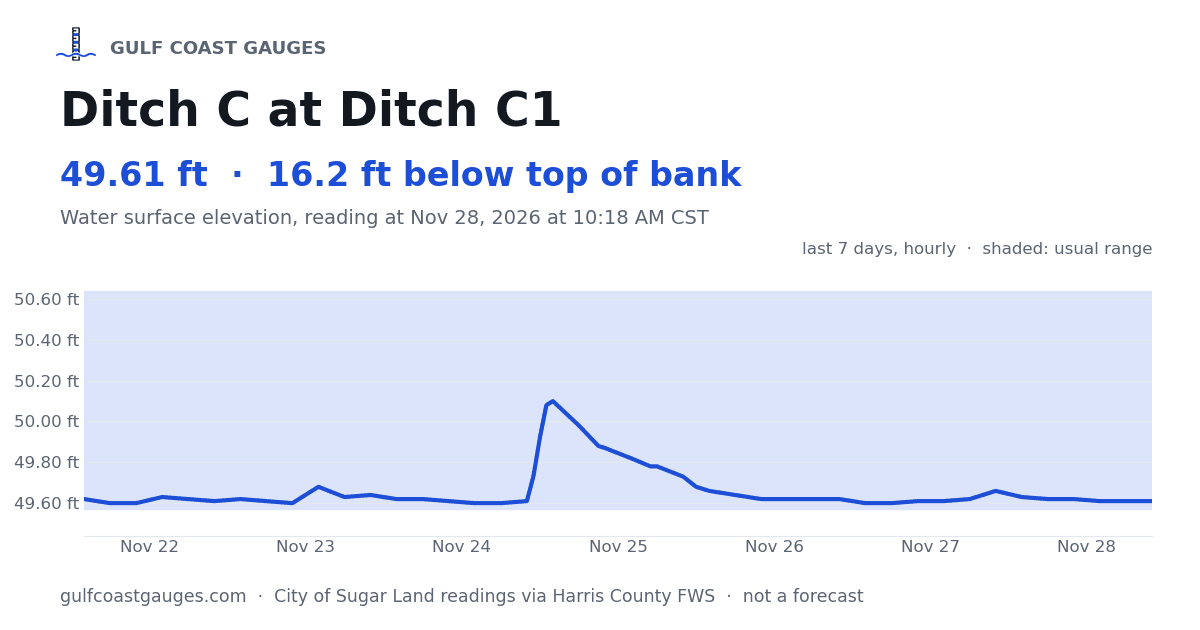 GULF COAST GAUGES
Ditch C at Ditch C1
49.61 ft · 16.2 ft below top of bank
Water surface elevation, reading at Nov 28, 2026 at 10:18 AM CST
last 7 days, hourly · shaded: usual range
50.60 ft
50.40 ft
50.20 ft
50.00 ft
49.80 ft
49.60 ft
Nov 22 Nov 23 Nov 24 Nov 25 Nov 26 Nov 27 Nov 28
gulfcoastgauges.com · City of Sugar Land readings via Harris County FWS · not a forecast